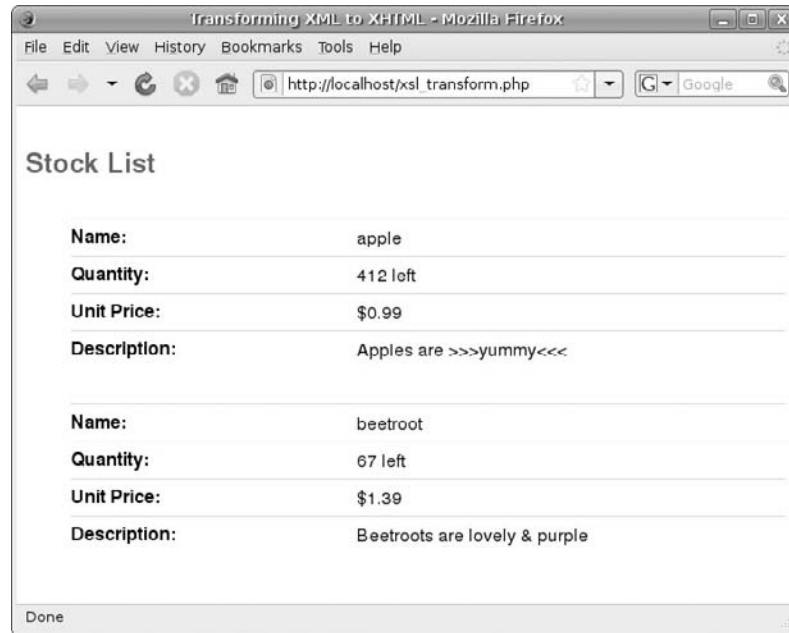 Transforming XML to XHTML - Mozilla Firefox
File Edit View History Bookmarks Tools Help
http://localhost/xsl_transform.php G Google
Stock List
Name: apple
Quantity: 412 left
Unit Price: $0.99
Description: Apples are >>>yummy<<<
Name: beetroot
Quantity: 67 left
Unit Price: $1.39
Description: Beetroots are lovely & purple
Done